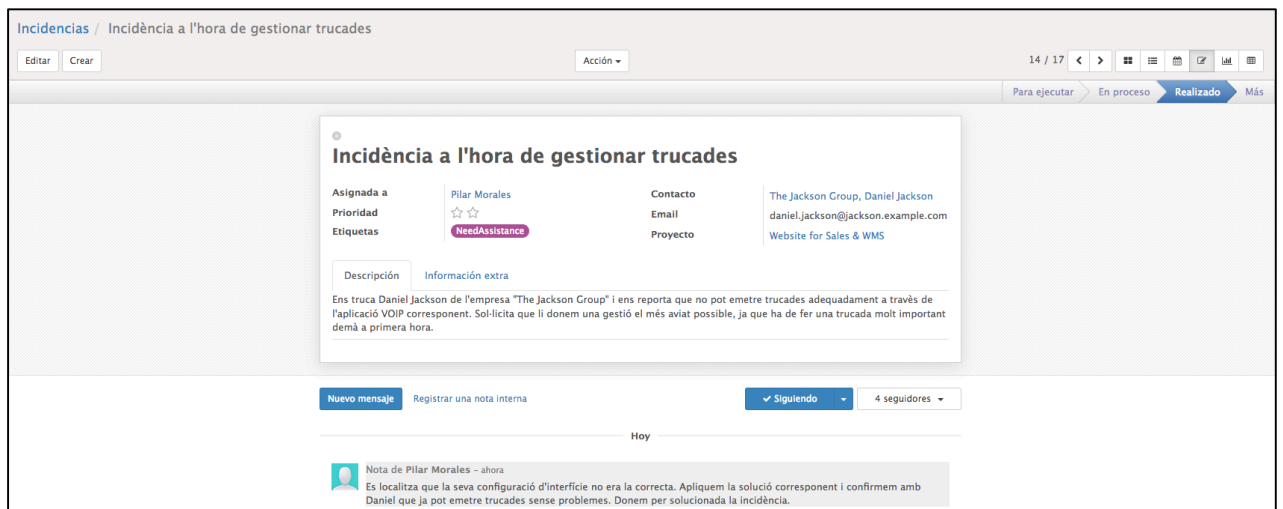 Incidencias / Incidència a l'hora de gestionar trucades
Editar Crear Acción 14 / 17
Para ejecutar En proceso Realizado Más
Incidència a l'hora de gestionar trucades
Asignada a Pilar Morales Contacto The Jackson Group, Daniel Jackson
Prioridad Email daniel.jackson@jackson.example.com
Etiquetas NeedAssistance Proyecto Website for Sales & WMS
Descripción Información extra
Ens truca Daniel Jackson de l'empresa "The Jackson Group" i ens reporta que no pot emetre trucades adequadament a travès de
l'aplicació VOIP corresponent. Sol·licita que li donem una gestió el més aviat possible, ja que ha de fer una trucada molt important
demà a primera hora.
Nuevo mensaje Registrar una nota interna Siguiendo 4 seguidores
Hoy
Nota de Pilar Morales - ahora
Es localitza que la seva configuració d'interfície no era la correcta. Apliquem la solució corresponent i confirmem amb
Daniel que ja pot emetre trucades sense problemes. Donem per solucionada la incidència.